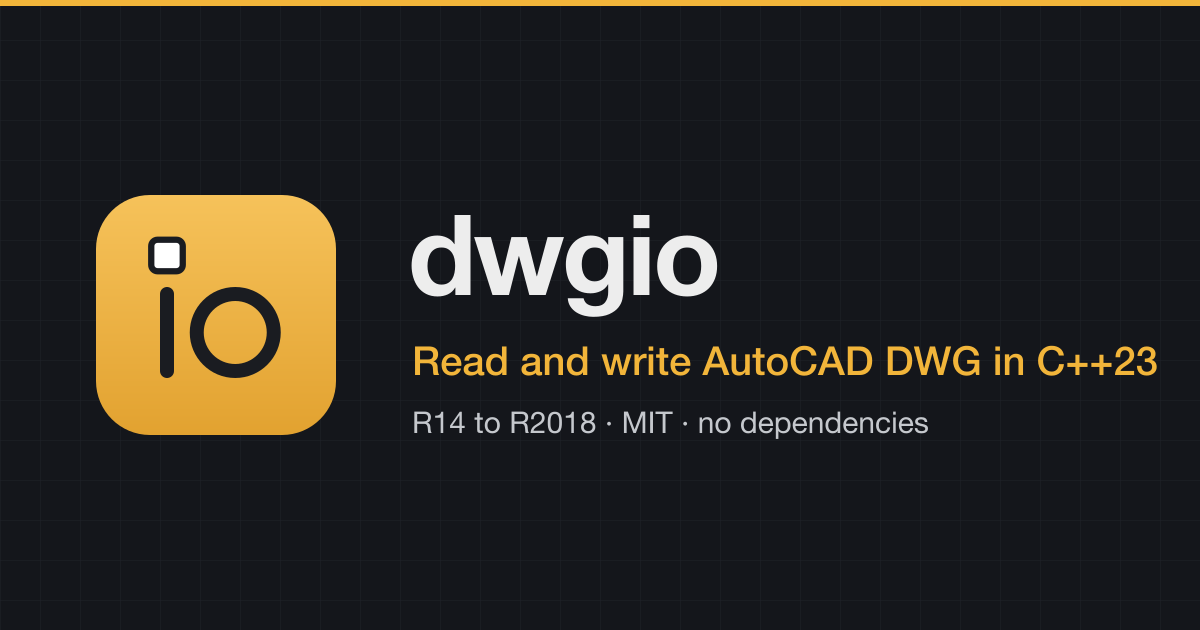 io
dwgio
Read and write AutoCAD DWG in C++23
R14 to R2018 · MIT · no dependencies